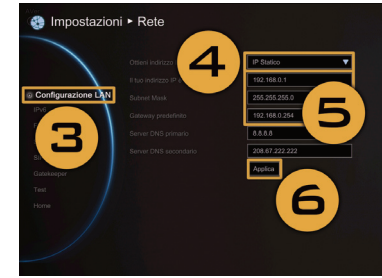 Impostazioni ▸ Rete
4
Ottieni indirizzo
IP Statico
Il tuo indirizzo IP è
192.168.0.1
Configurazione LAN
Subnet Mask
255.255.255.0
5
IPv6
Gateway predefinito
192.168.0.254
3
Server DNS primario
8.8.8.8
Server DNS secondario
208.67.222.222
Gatekeeper
Applica
6
Test
Home